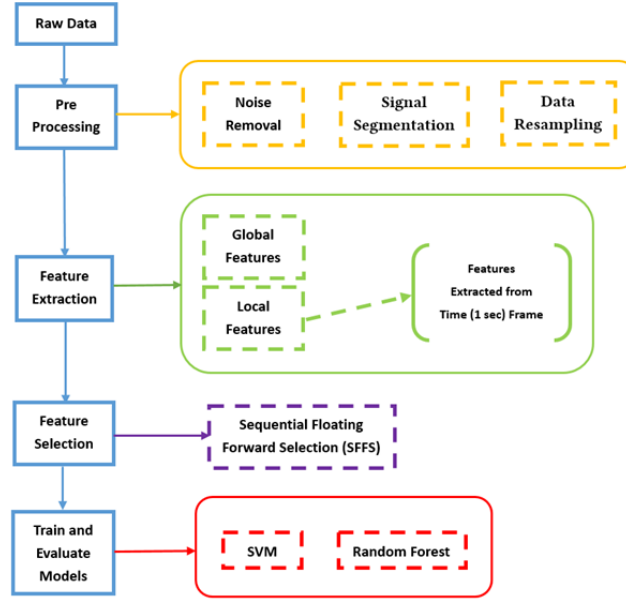 Raw Data
Pre
Processing
Noise
Removal
Signal
Segmentation
Data
Resampling
Feature
Extraction
Global
Features
Local
Features
Features
Extracted from
Time (1 sec) Frame
Feature
Selection
Sequential Floating
Forward Selection (SFFS)
Train and
Evaluate
Models
SVM
Random Forest